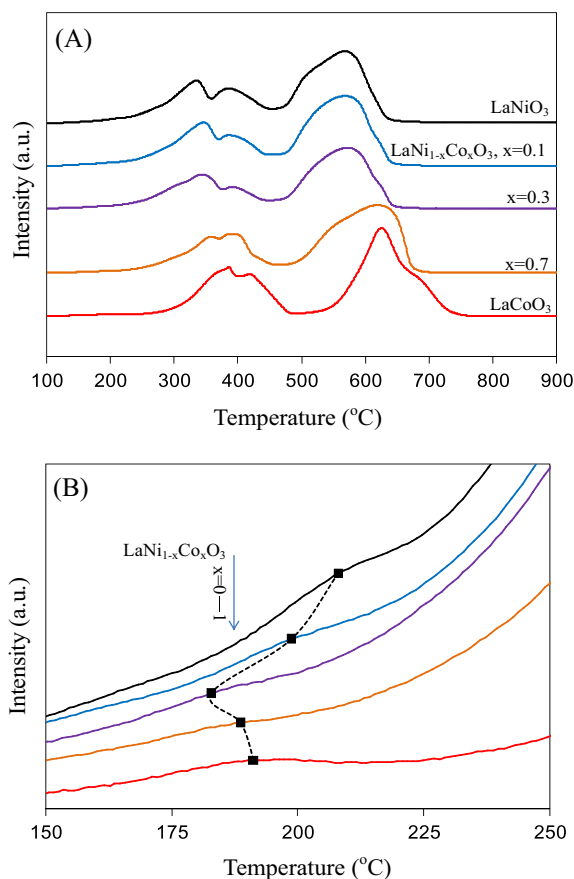 (A)
LaNiO3
LaNi1-xCoxO3, x=0.1
x=0.3
x=0.7
LaCoO3
Intensity (a.u.)
100 200 300 400 500 600 700 800 900
Temperature (oC)
(B)
LaNi1-xCoxO3
x=0—1
Intensity (a.u.)
150 175 200 225 250
Temperature (oC)